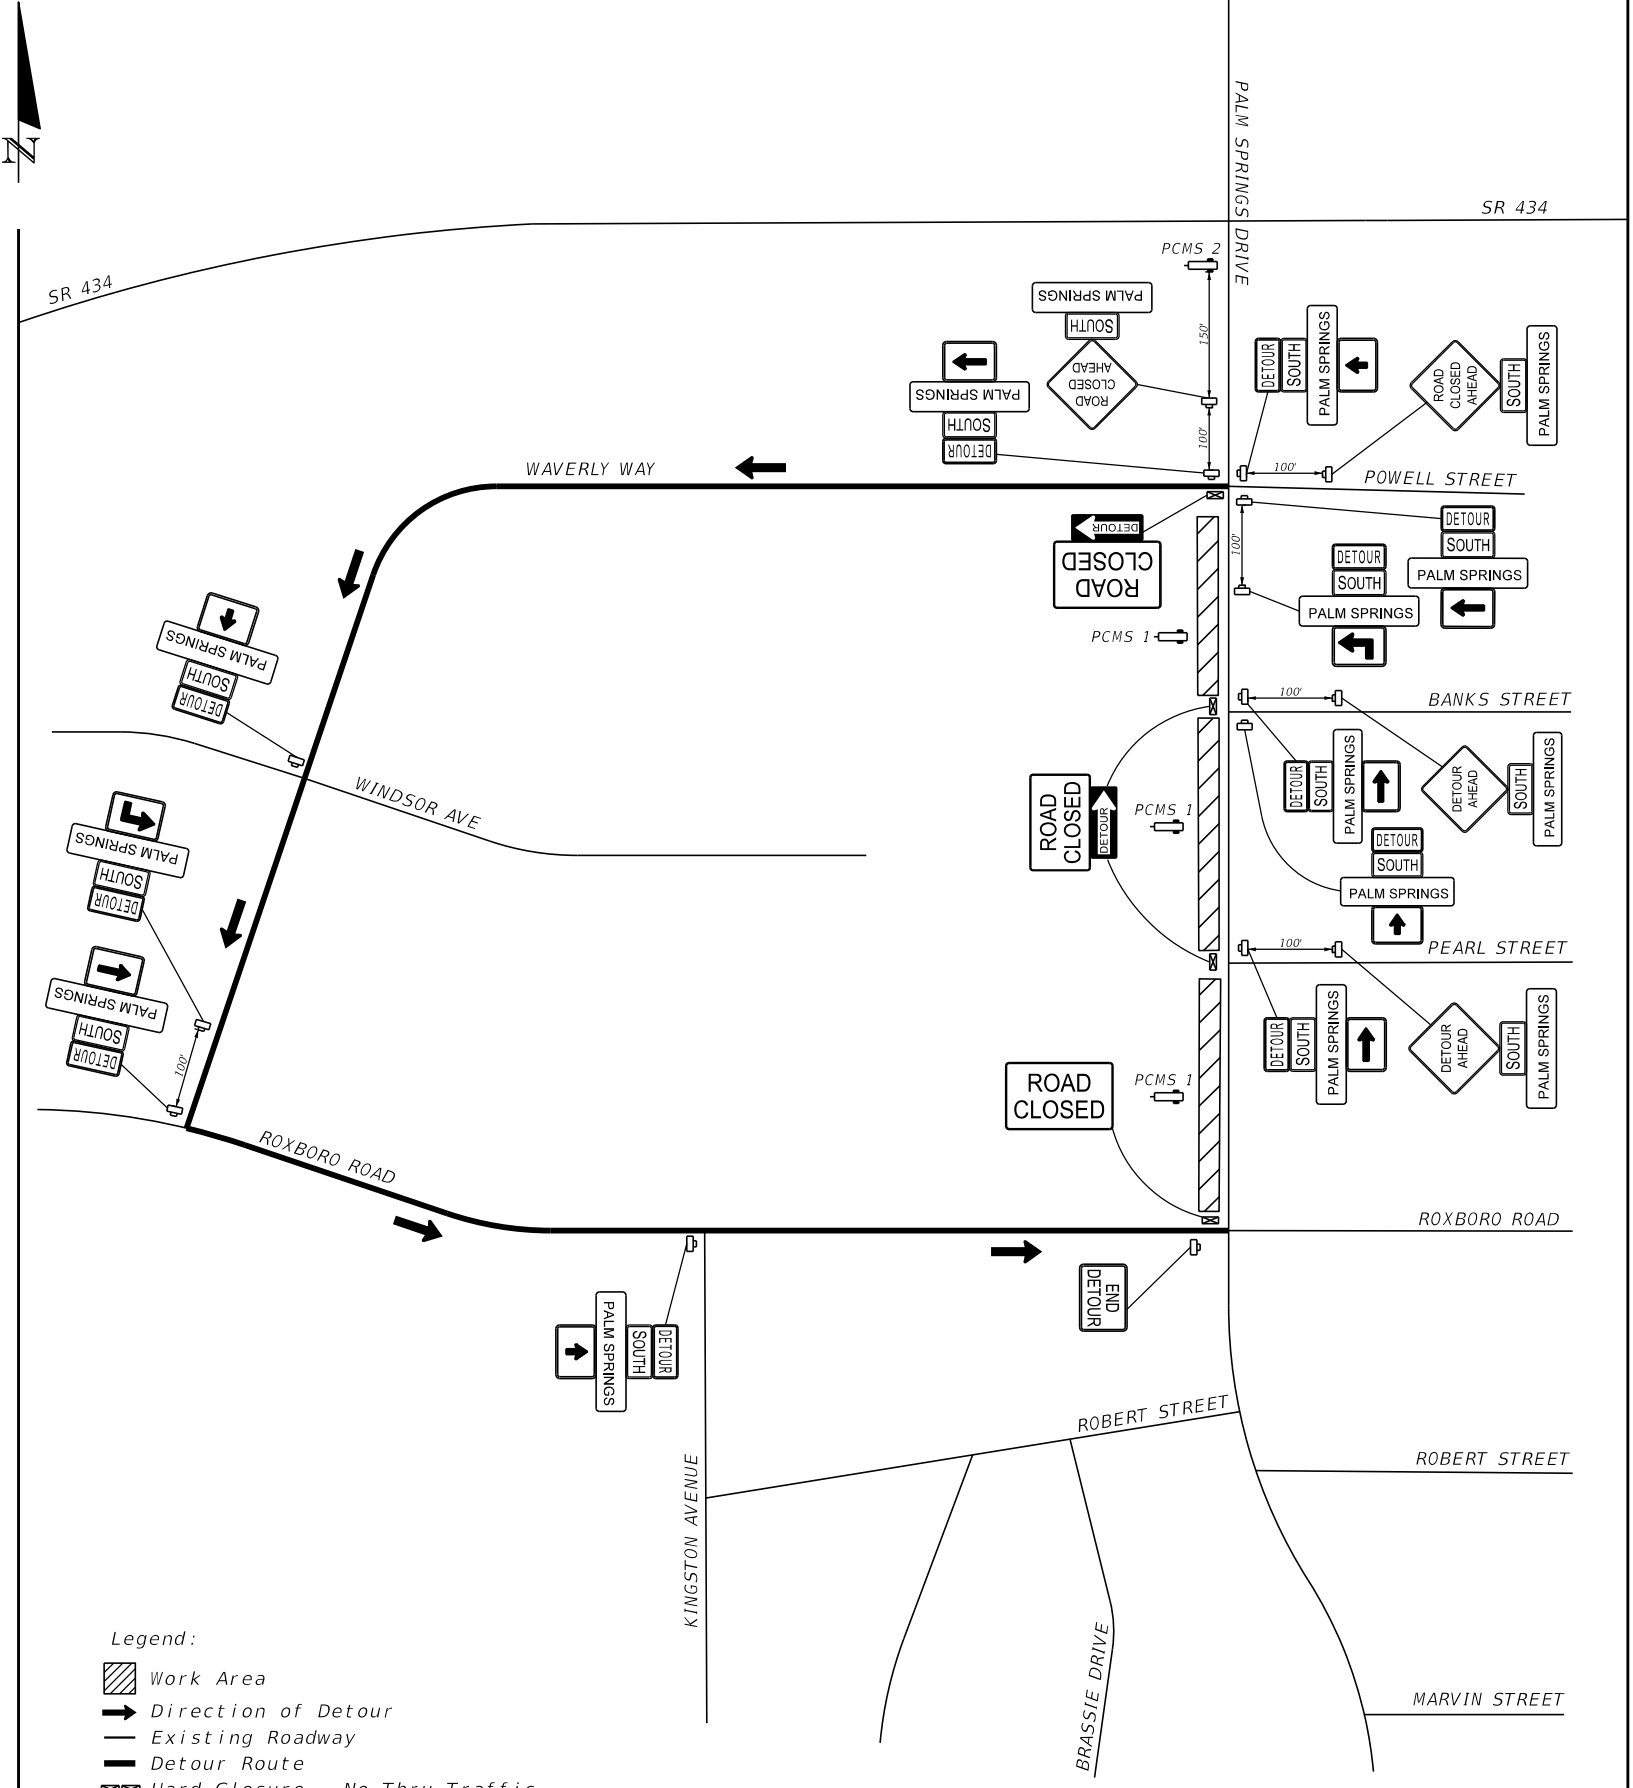 N
PALM SPRINGS DRIVE
SR 434
SR 434
PCMS 2
150'
100'
PALM SPRINGS
SOUTH
ROAD
CLOSED
AHEAD
DETOUR
SOUTH
PALM SPRINGS
DETOUR
SOUTH
PALM SPRINGS
ROAD
CLOSED
AHEAD
SOUTH
PALM SPRINGS
WAVERLY WAY
100'
POWELL STREET
DETOUR
ROAD
CLOSED
100'
DETOUR
SOUTH
PALM SPRINGS
DETOUR
SOUTH
PALM SPRINGS
PCMS 1
DETOUR
SOUTH
PALM SPRINGS
100'
BANKS STREET
WINDSOR AVE
ROAD
CLOSED
DETOUR
PCMS 1
DETOUR
SOUTH
PALM SPRINGS
DETOUR
AHEAD
SOUTH
PALM SPRINGS
DETOUR
SOUTH
PALM SPRINGS
DETOUR
SOUTH
PALM SPRINGS
100'
PEARL STREET
DETOUR
SOUTH
PALM SPRINGS
100'
DETOUR
SOUTH
PALM SPRINGS
DETOUR
AHEAD
SOUTH
PALM SPRINGS
ROAD
CLOSED
PCMS 1
ROXBORO ROAD
ROXBORO ROAD
END
DETOUR
DETOUR
SOUTH
PALM SPRINGS
ROBERT STREET
ROBERT STREET
KINGSTON AVENUE
BRASSIE DRIVE
MARVIN STREET
Legend:
Work Area
Direction of Detour
Existing Roadway
Detour Route
Hard Closure - No Thru Traffic